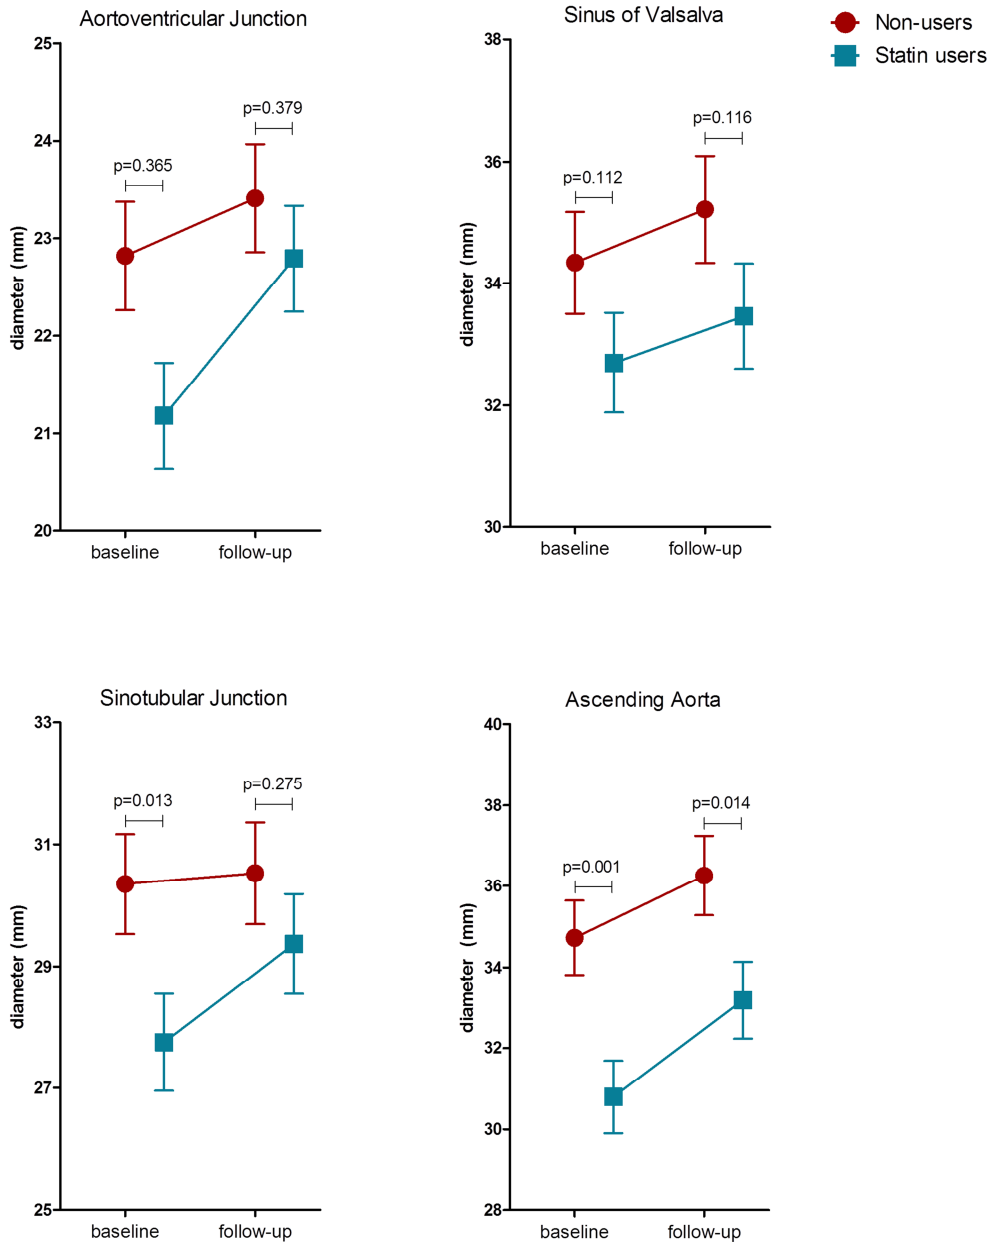 Aortoventricular Junction
25
24
23
22
21
20
diameter (mm)
p=0.365
p=0.379
baseline
follow-up
Sinus of Valsalva
38
36
34
32
30
diameter (mm)
p=0.112
p=0.116
baseline
follow-up
Non-users
Statin users
Sinotubular Junction
33
31
29
27
25
diameter (mm)
p=0.013
p=0.275
baseline
follow-up
Ascending Aorta
40
38
36
34
32
30
28
diameter (mm)
p=0.001
p=0.014
baseline
follow-up